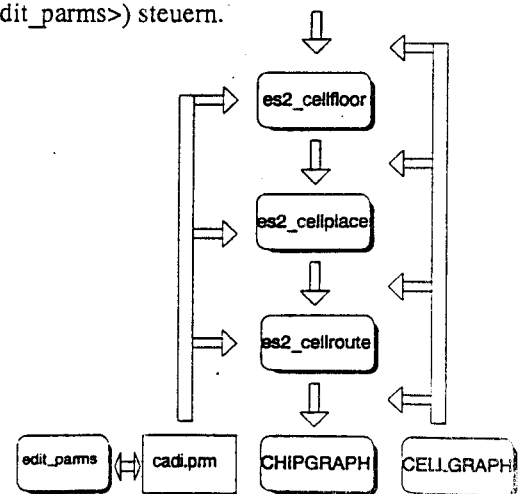 dit_parms>) steuern.
es2_cellfloor
es2_cellplace
es2_cellroute
edit_parms
cadi.prm
CHIPGRAPH
CELLGRAPH